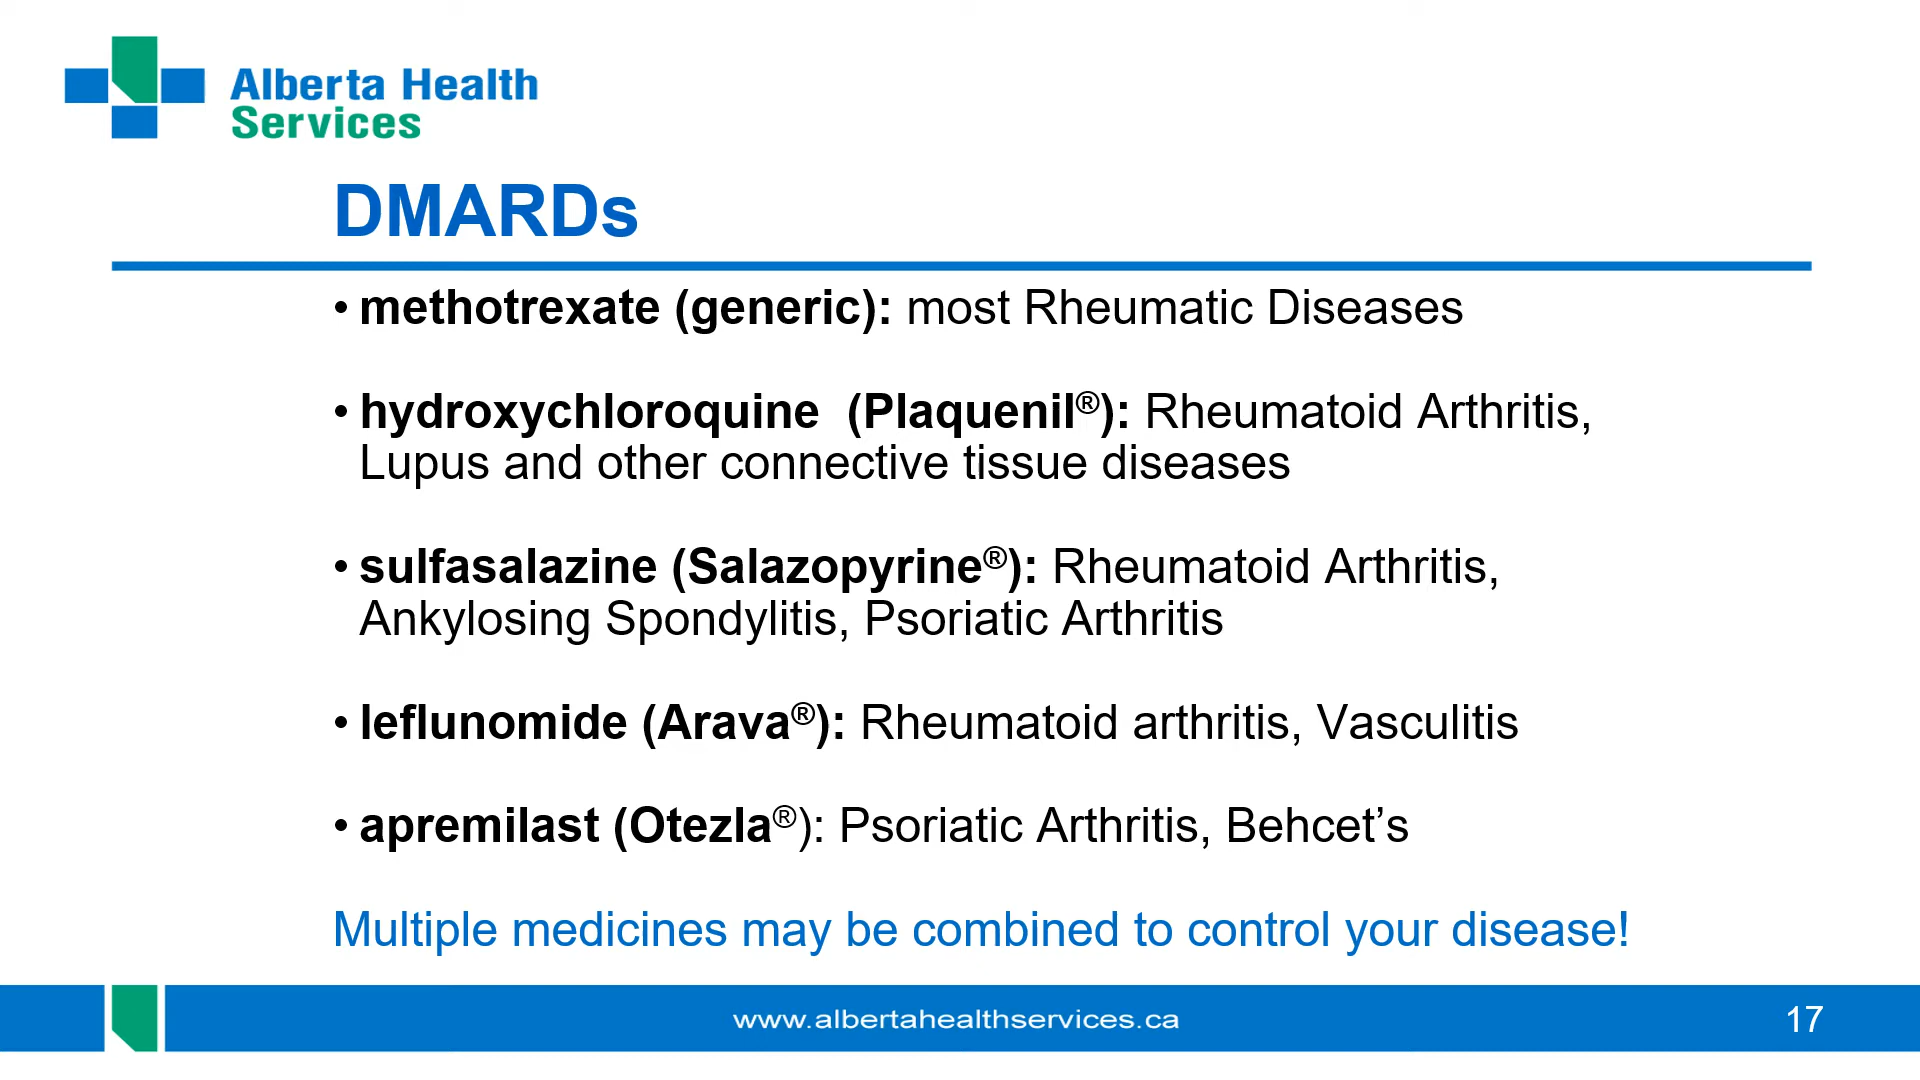 Alberta Health
Services
DMARDs
• methotrexate (generic): most Rheumatic Diseases
• hydroxychloroquine  (Plaquenil®): Rheumatoid Arthritis,
Lupus and other connective tissue diseases
• sulfasalazine (Salazopyrine®): Rheumatoid Arthritis,
Ankylosing Spondylitis, Psoriatic Arthritis
• leflunomide (Arava®): Rheumatoid arthritis, Vasculitis
• apremilast (Otezla®): Psoriatic Arthritis, Behcet’s
Multiple medicines may be combined to control your disease!
www.albertahealthservices.ca
17